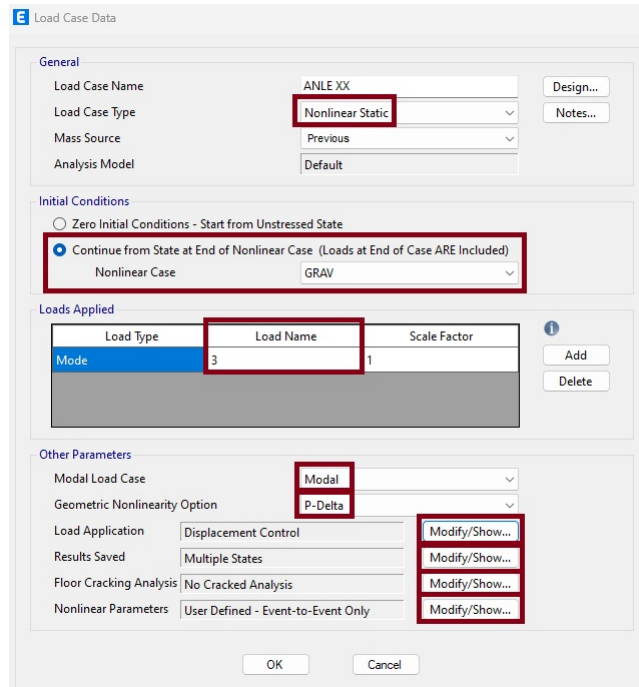 E Load Case Data
General
Load Case Name ANLE XX Design...
Load Case Type Nonlinear Static Notes...
Mass Source Previous
Analysis Model Default
Initial Conditions
Zero Initial Conditions - Start from Unstressed State
Continue from State at End of Nonlinear Case (Loads at End of Case ARE Included)
Nonlinear Case GRAV
Loads Applied
Load Type Load Name Scale Factor
Mode 3 1 Add
Delete
Other Parameters
Modal Load Case Modal
Geometric Nonlinearity Option P-Delta
Load Application Displacement Control Modify/Show...
Results Saved Multiple States Modify/Show...
Floor Cracking Analysis No Cracked Analysis Modify/Show...
Nonlinear Parameters User Defined - Event-to-Event Only Modify/Show...
OK Cancel